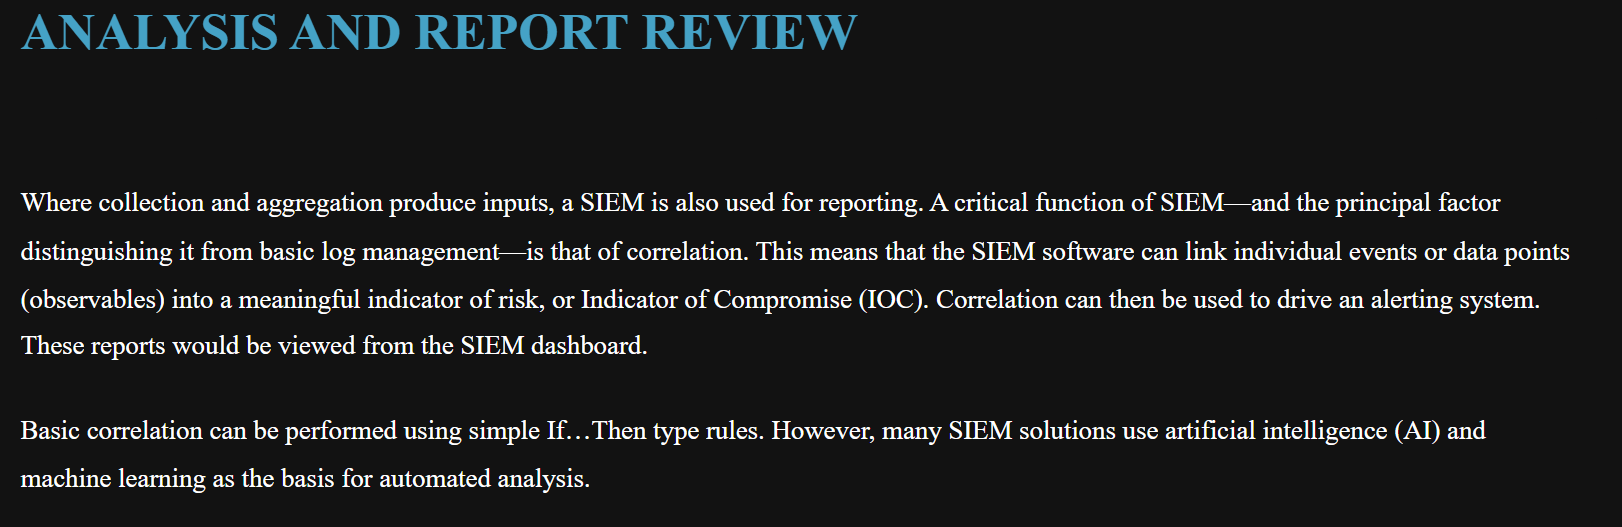 ANALYSIS AND REPORT REVIEW
Where collection and aggregation produce inputs, a SIEM is also used for reporting. A critical function of SIEM—and the principal factor
distinguishing it from basic log management—is that of correlation. This means that the SIEM software can link individual events or data points
(observables) into a meaningful indicator of risk, or Indicator of Compromise (IOC). Correlation can then be used to drive an alerting system.
These reports would be viewed from the SIEM dashboard.
Basic correlation can be performed using simple If…Then type rules. However, many SIEM solutions use artificial intelligence (AI) and
machine learning as the basis for automated analysis.